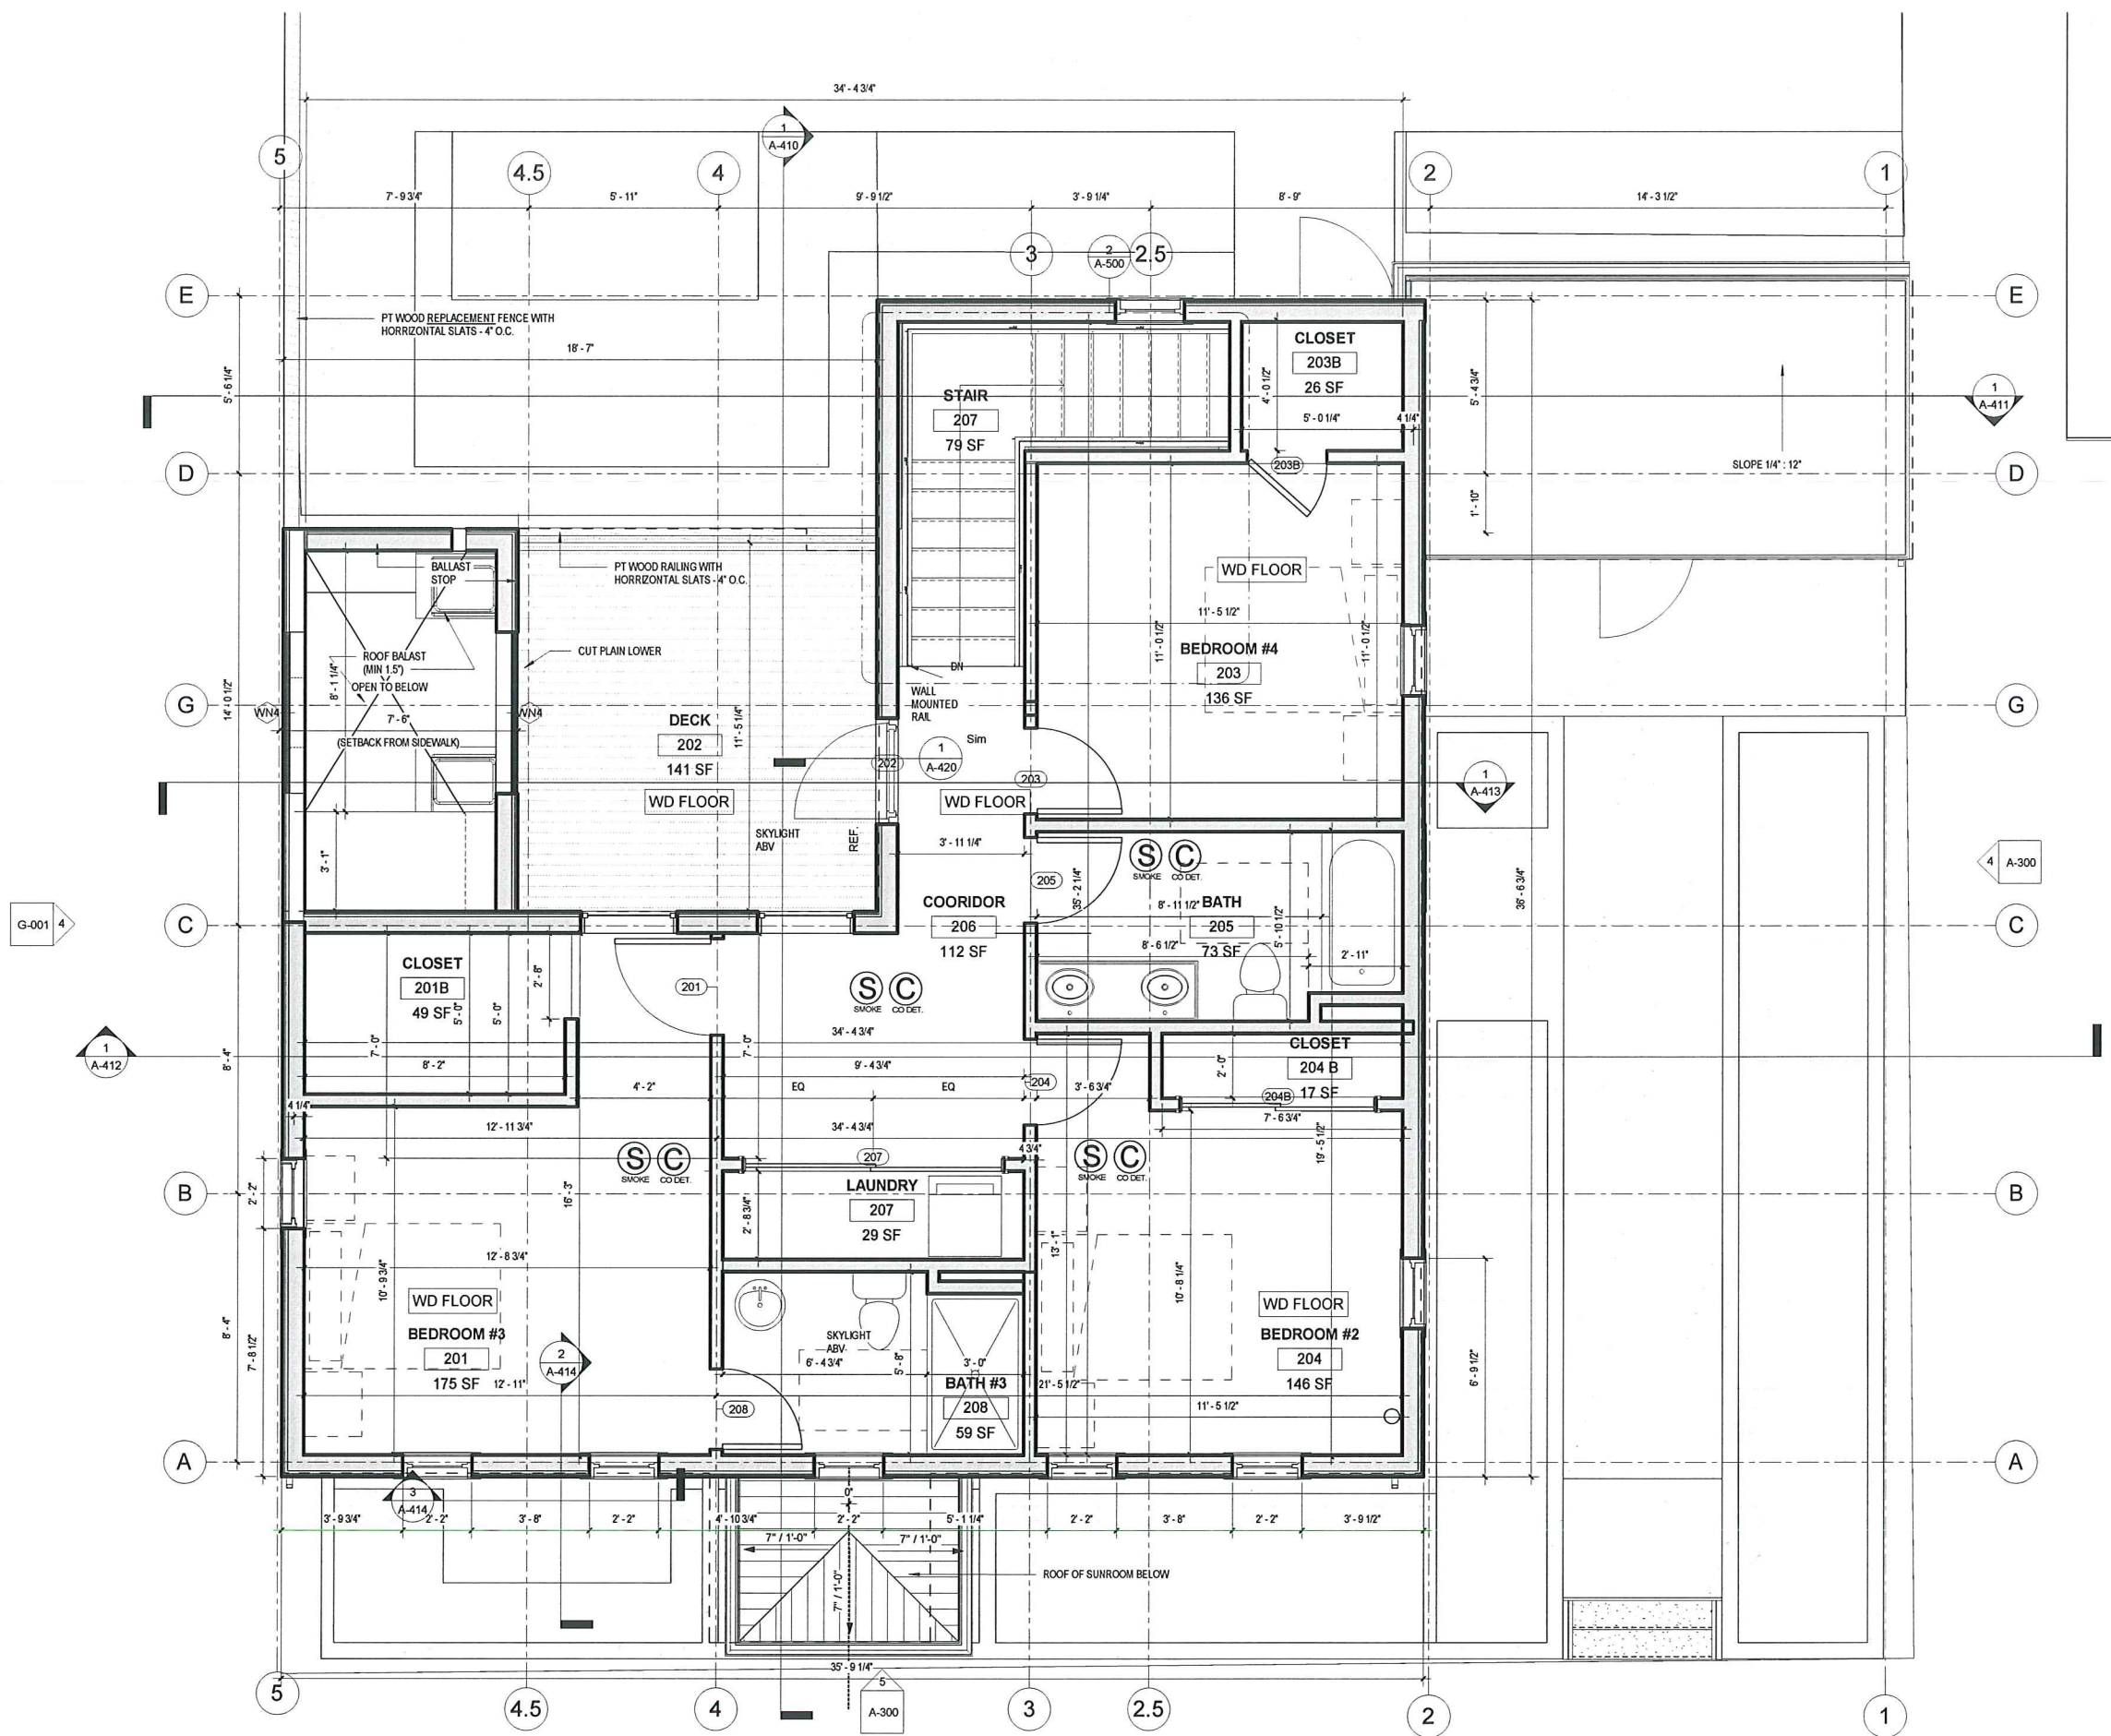 34' - 4 3/4"
1
A-410
5
4.5
4
2
1
7' - 9 3/4"
5' - 11"
9' - 9 1/2"
3' - 9 1/4"
8' - 9"
14' - 3 1/2"
3
2
A-500
2.5
E
E
PT WOOD REPLACEMENT FENCE WITH
HORRIZONTAL SLATS - 4" O.C.
18' - 7"
5' - 6 1/4"
CLOSET
203B
26 SF
4' - 0 1/2"
5' - 0 1/4"
4 1/4"
5' - 4 3/4"
1
A-411
STAIR
207
79 SF
203B
D
D
SLOPE 1/4" : 12"
1' - 10"
BALLAST
STOP
PT WOOD RAILING WITH
HORRIZONTAL SLATS - 4" O.C.
WD FLOOR
11' - 5 1/2"
11' - 0 1/2"
11' - 0 1/2"
CUT PLAIN LOWER
ROOF BALAST
(MIN 1.5")
OPEN TO BELOW
8' - 1 1/4"
7' - 6"
(SETBACK FROM SIDEWALK)
BEDROOM #4
203
136 SF
DN
WALL
MOUNTED
RAIL
G
G
14' - 0 1/2"
WN4
WN4
DECK
202
141 SF
11' - 5 1/4"
WD FLOOR
Sim
1
A-420
202
203
1
A-413
WD FLOOR
SKYLIGHT
ABV
REF.
3' - 11 1/4"
3' - 1"
S
SMOKE
C
CO DET.
205
35' - 2 1/4"
36' - 6 3/4"
4
A-300
G-001
4
C
C
COORIDOR
206
112 SF
8' - 11 1/2"
BATH
205
73 SF
8' - 6 1/2"
5' - 10 1/2"
2' - 11"
CLOSET
201B
49 SF
2' - 8"
5' - 0"
5' - 0"
7' - 0"
8' - 2"
201
S
SMOKE
C
CO DET.
34' - 4 3/4"
7' - 0"
9' - 4 3/4"
1
A-412
8' - 4"
CLOSET
204 B
17 SF
2' - 0"
204
3' - 6 3/4"
204B
7' - 6 3/4"
4' - 2"
EQ
EQ
4 1/4"
12' - 11 3/4"
34' - 4 3/4"
4 3/4"
19' - 5 1/2"
S
SMOKE
C
CO DET.
207
S
SMOKE
C
CO DET.
B
B
2' - 2"
16' - 3"
LAUNDRY
207
29 SF
2' - 8 3/4"
12' - 8 3/4"
10' - 9 3/4"
13' - 1"
10' - 8 1/4"
WD FLOOR
BEDROOM #3
201
175 SF
12' - 11"
2
A-414
8' - 4"
7' - 8 1/2"
SKYLIGHT
ABV
6' - 4 3/4"
5' - 8"
3' - 0"
BATH #3
208
59 SF
208
21' - 5 1/2"
WD FLOOR
BEDROOM #2
204
146 SF
11' - 5 1/2"
6' - 9 1/2"
A
A
3
A-414
0"
3' - 9 3/4"
2' - 2"
3' - 8"
2' - 2"
4' - 10 3/4"
2' - 2"
5' - 1 1/4"
2' - 2"
3' - 8"
2' - 2"
3' - 9 1/2"
7" / 1'-0"
7" / 1'-0"
7" / 1'-0"
ROOF OF SUNROOM BELOW
35' - 9 1/4"
5
A-300
5
4.5
4
3
2.5
2
1